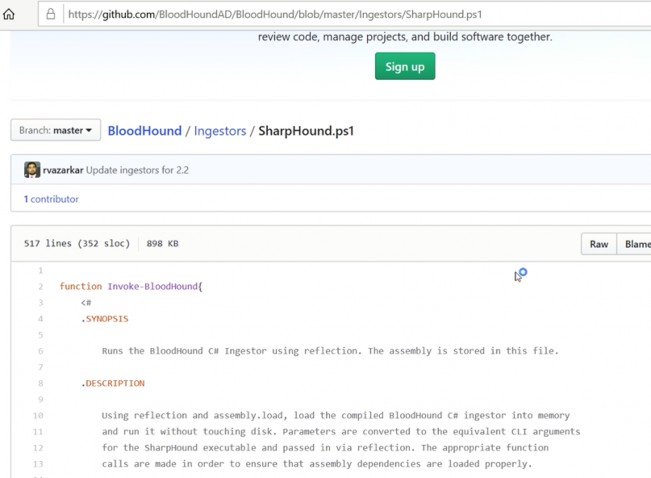 https://github.com/BloodHoundAD/BloodHound/blob/master/Ingestors/SharpHound.ps1
review code, manage projects, and build software together.
Sign up
Branch: master BloodHound / Ingestors / SharpHound.ps1
rvazarkar Update ingestors for 2.2
1 contributor
517 lines (352 sloc) 898 KB Raw Blame
1
2 function Invoke-BloodHound{
3 <#
4 .SYNOPSIS
5
6 Runs the BloodHound C# Ingestor using reflection. The assembly is stored in this file.
7
8 .DESCRIPTION
9
10 Using reflection and assembly.load, load the compiled BloodHound C# ingestor into memory
11 and run it without touching disk. Parameters are converted to the equivalent CLI arguments
12 for the SharpHound executable and passed in via reflection. The appropriate function
13 calls are made in order to ensure that assembly dependencies are loaded properly.